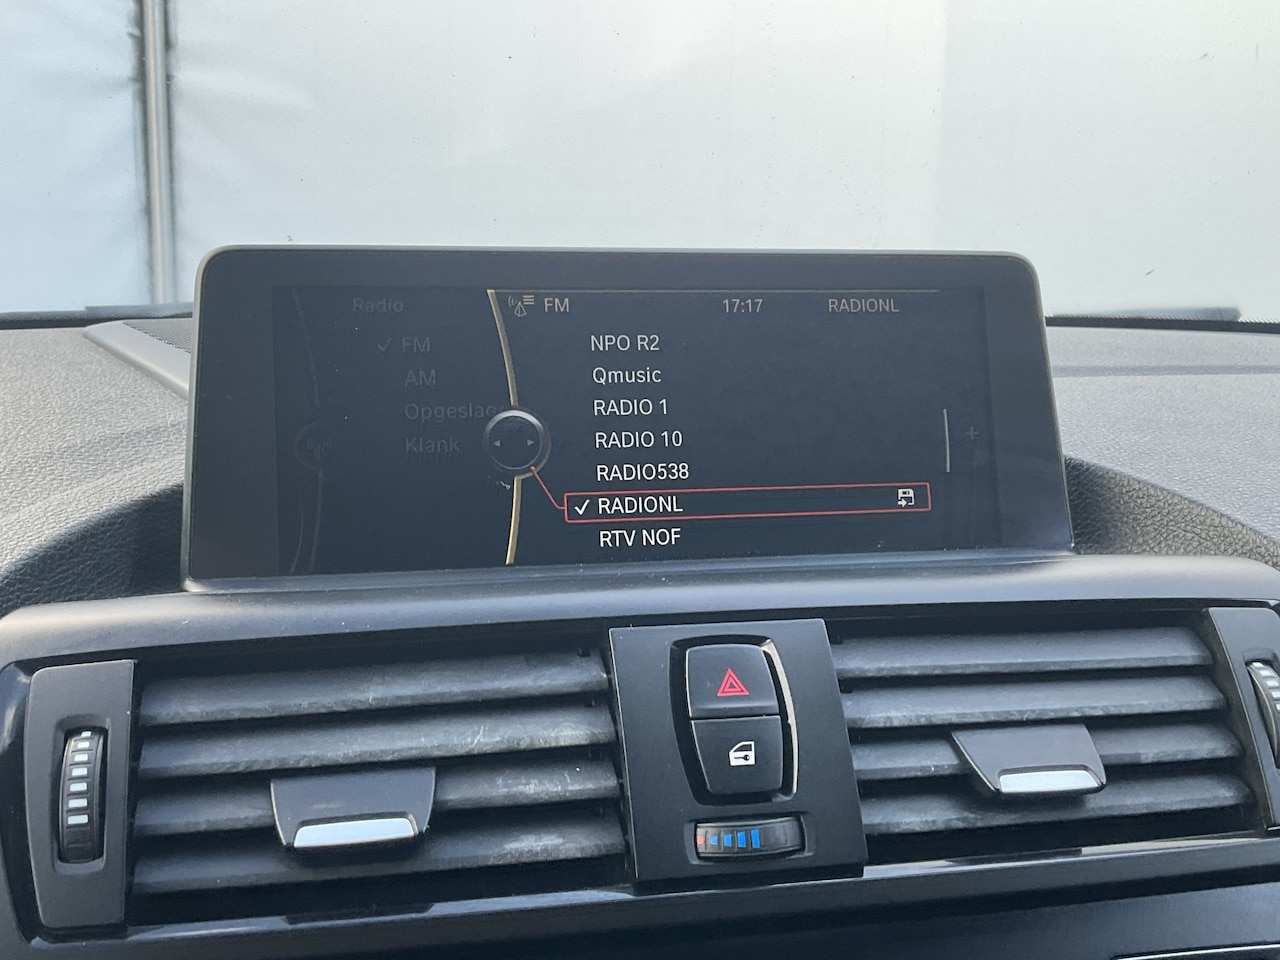 Radio
FM 17:17 RADIONL
✓ FM
AM
Opgeslag
Klank
NPO R2
Qmusic
RADIO 1
RADIO 10
RADIO538
✓ RADIONL
RTV NOF